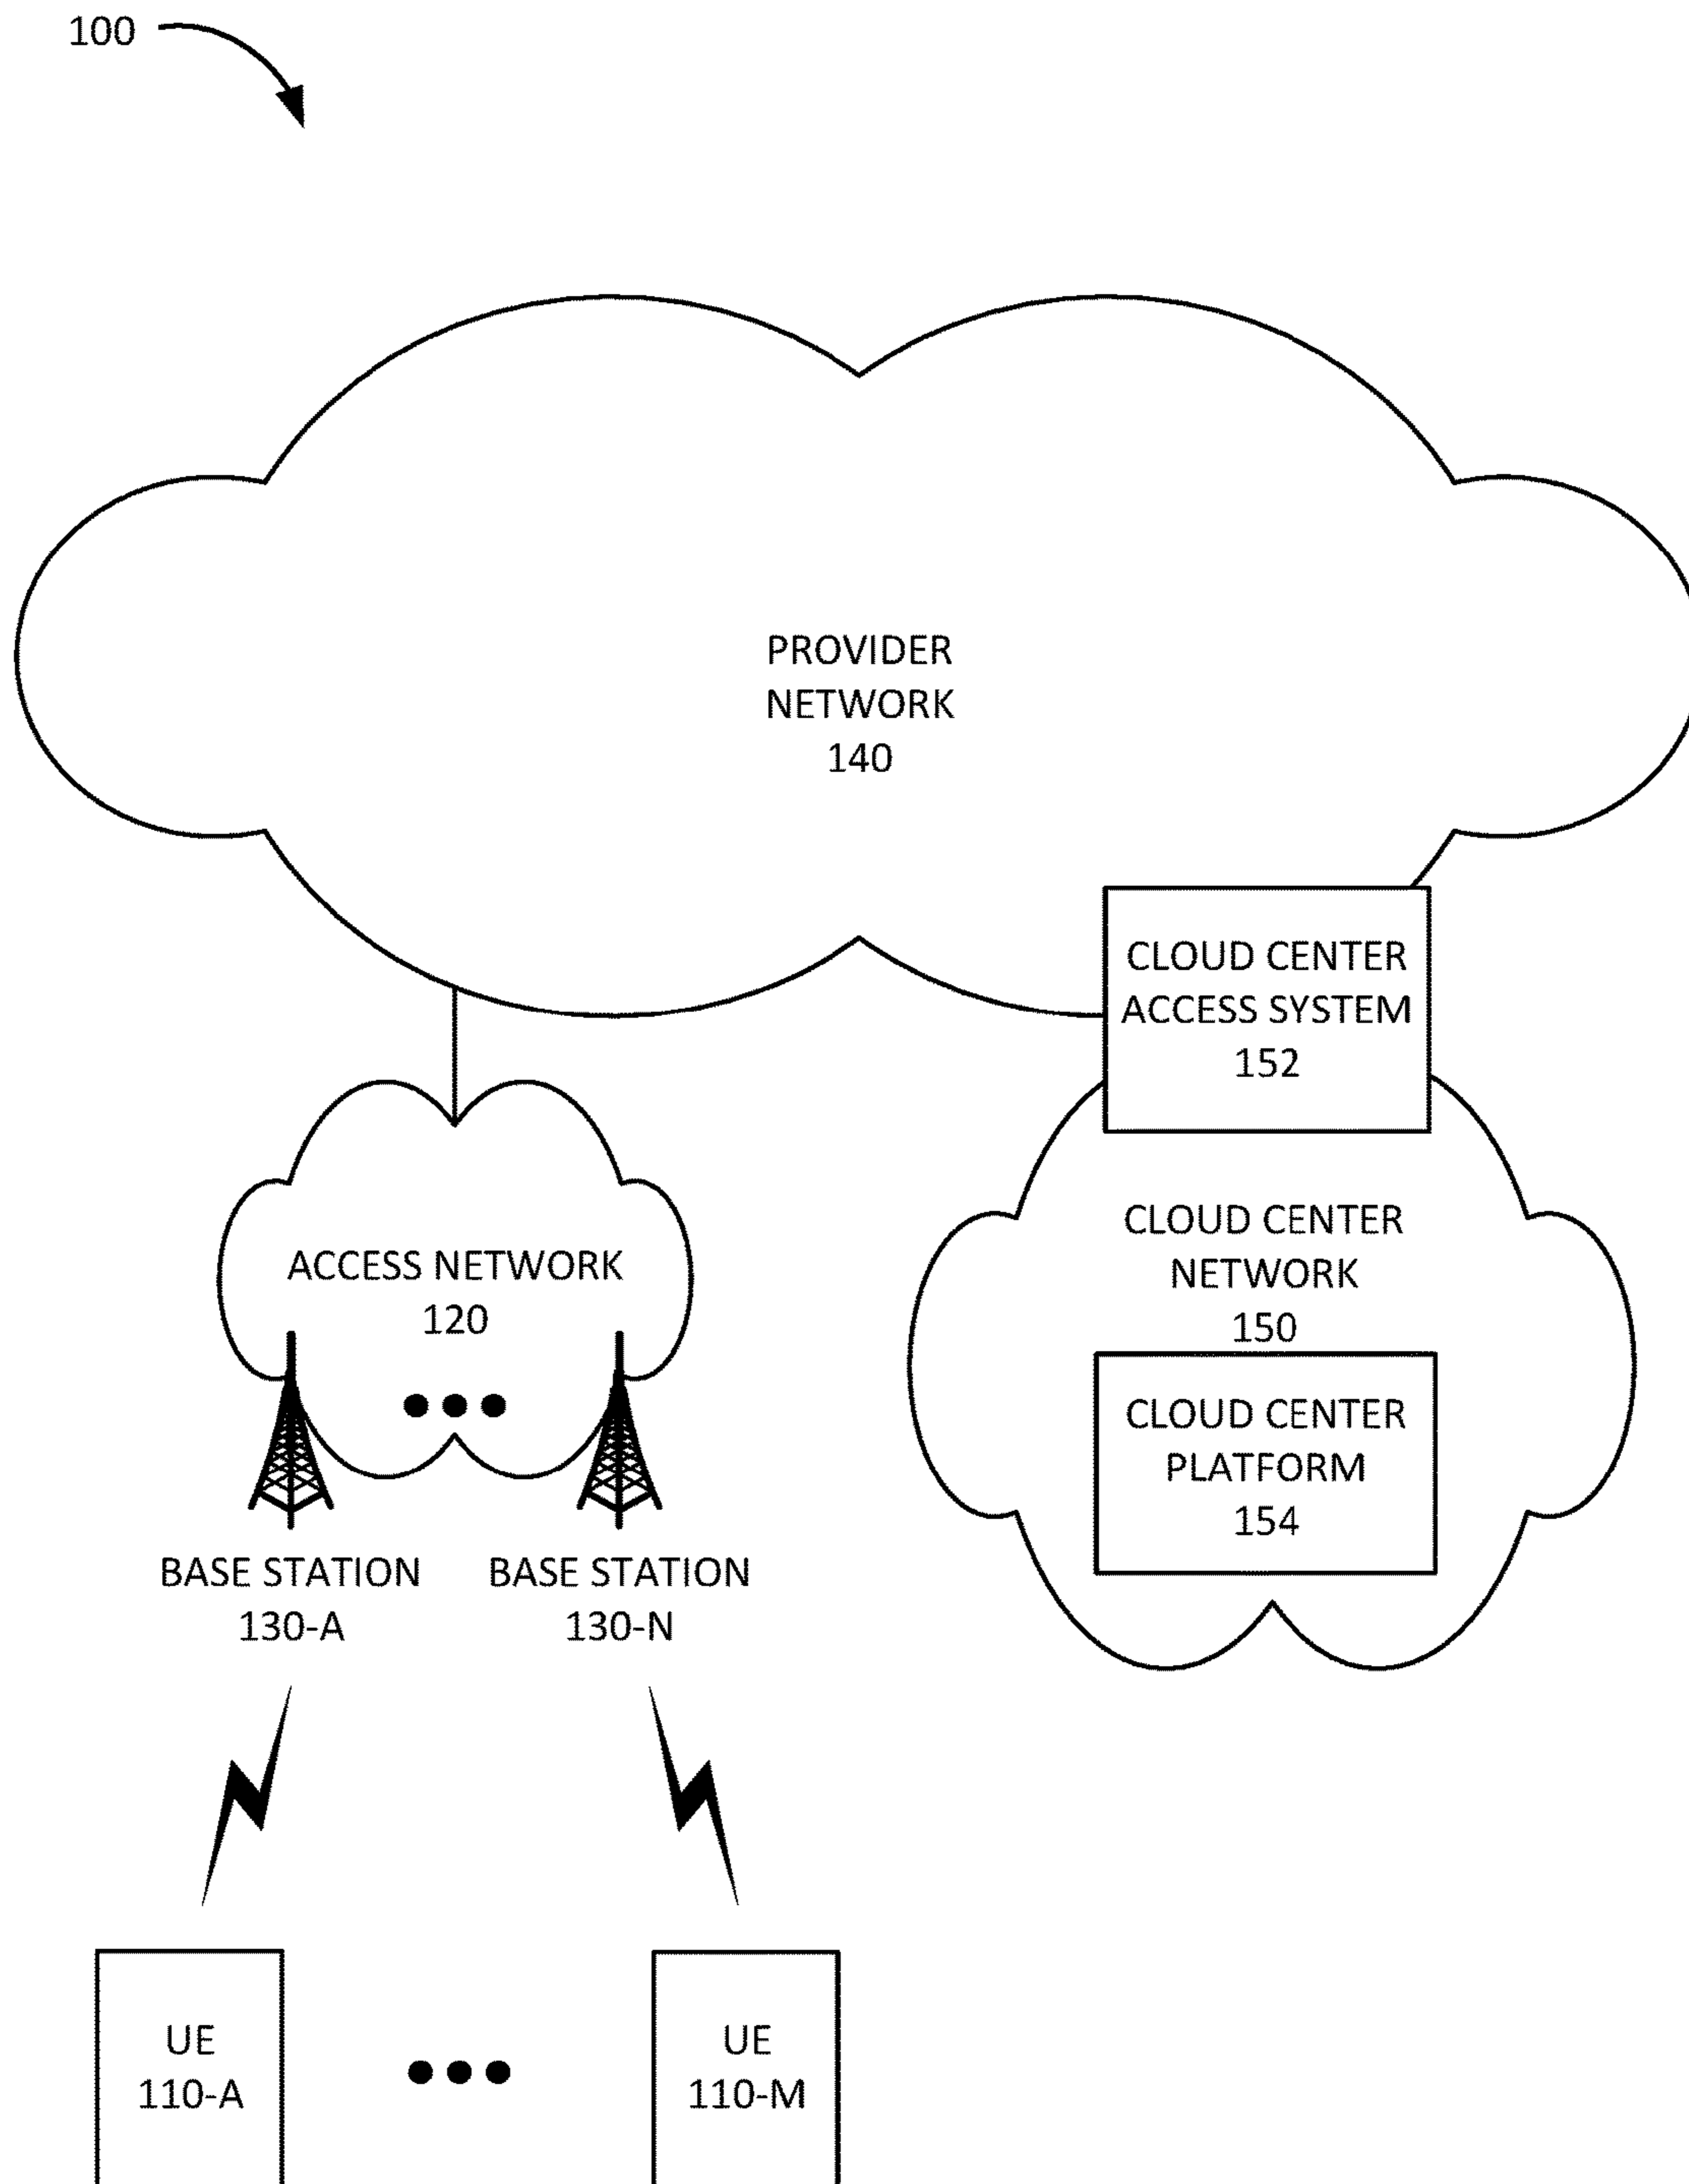 100
PROVIDER
NETWORK
140
CLOUD CENTER
ACCESS SYSTEM
152
ACCESS NETWORK
120
CLOUD CENTER
NETWORK
150
CLOUD CENTER
PLATFORM
154
BASE STATION
130-A
BASE STATION
130-N
UE
110-A
UE
110-M